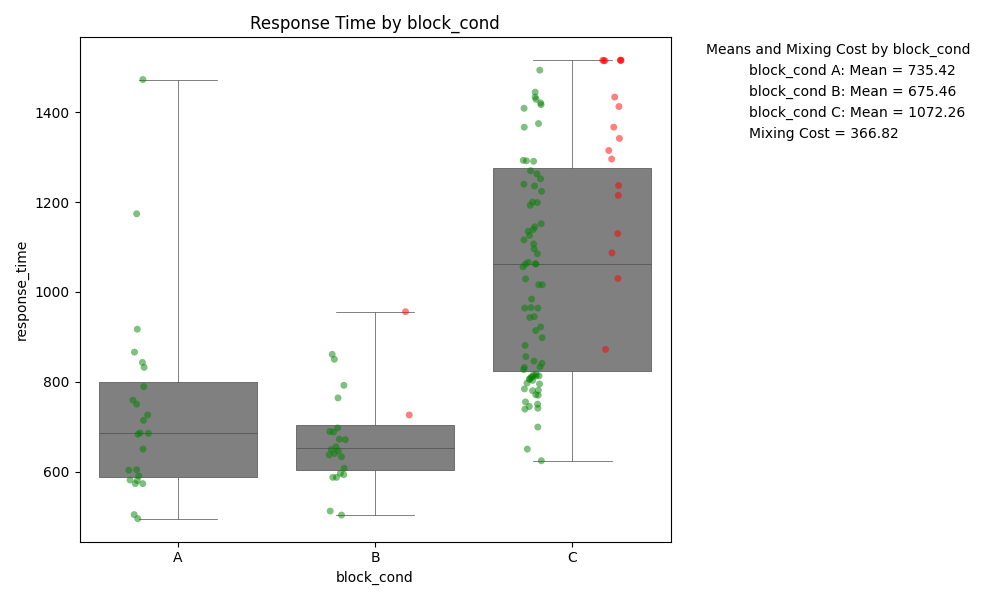 Response Time by block_cond
Means and Mixing Cost by block_cond
block_cond A: Mean = 735.42
block_cond B: Mean = 675.46
block_cond C: Mean = 1072.26
Mixing Cost = 366.82
response_time
1400
1200
1000
800
600
A
B
C
block_cond